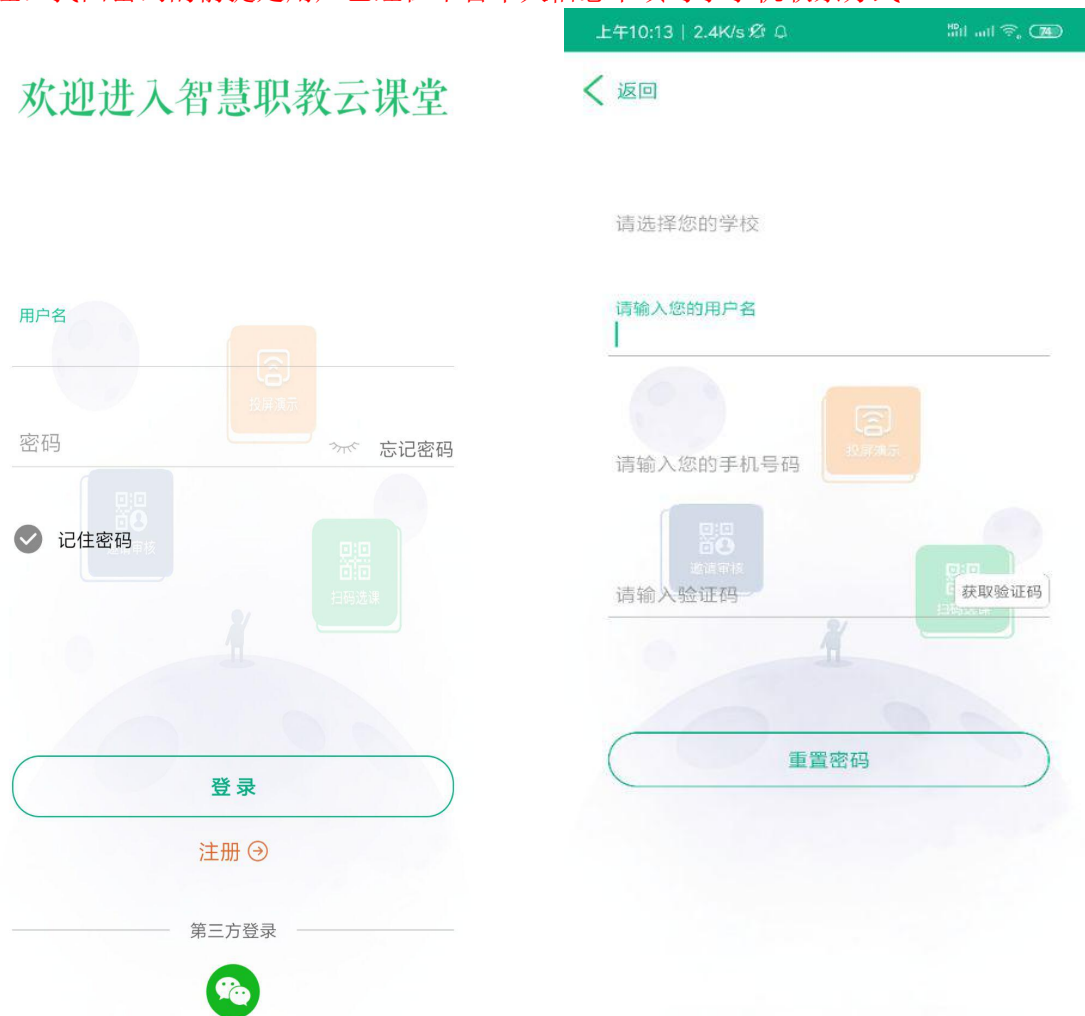 欢迎进入智慧职教云课堂
用户名
投屏演示
密码
忘记密码
记住密码
扫码选课
登录
注册
第三方登录
上午10:13 | 2.4K/s
HD
74
返回
请选择您的学校
请输入您的用户名
投屏演示
请输入您的手机号码
邀请审核
请输入验证码
获取验证码
扫码选课
重置密码